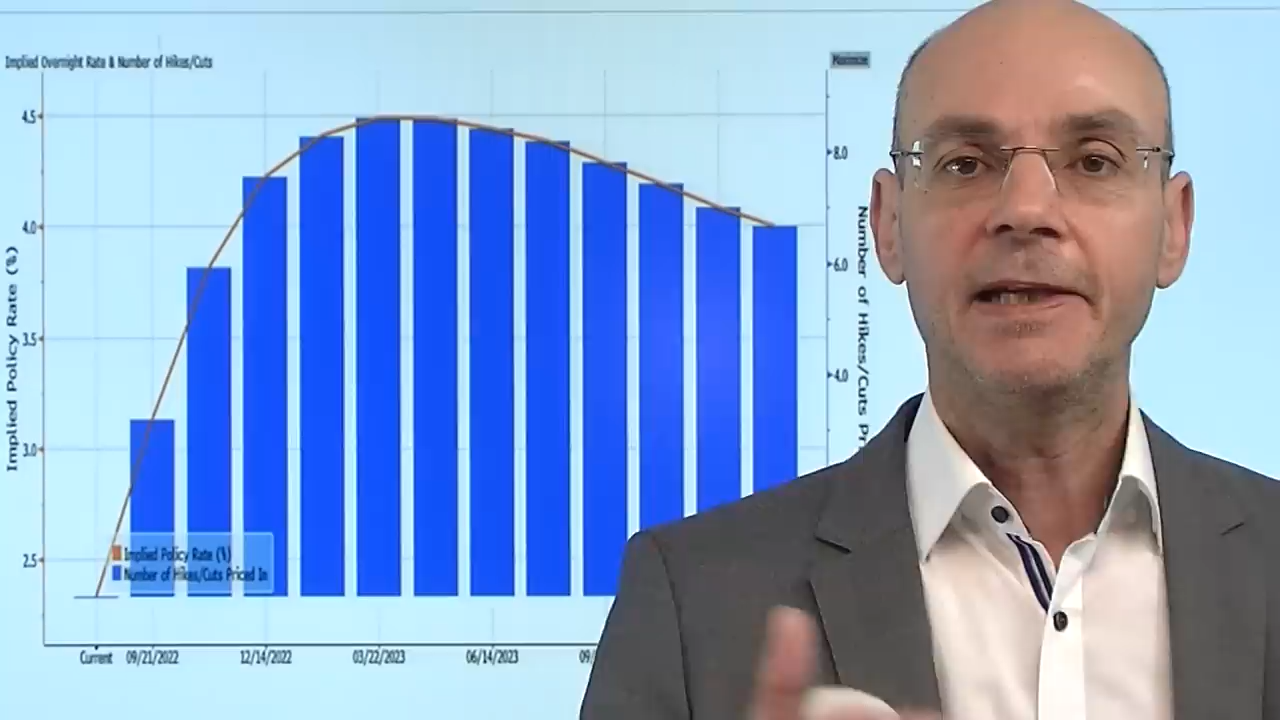 Implied Overnight Rate & Number of Hikes/Cuts
Maximize
4.5
4.0
3.5
3.0
2.5
Implied Policy Rate (%)
8.0
6.0
4.0
Number of Hikes/Cuts Pr
Implied Policy Rate (%)
Number of Hikes/Cuts Priced In
Current 09/21/2022 12/14/2022 03/22/2023 06/14/2023 09/